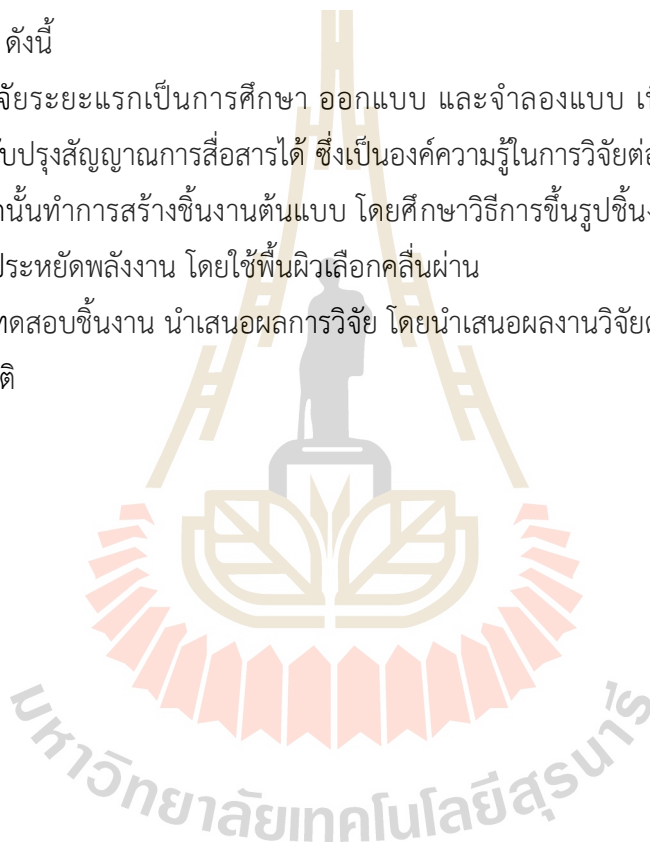 ดังนี้
จัยระยะแรกเป็นการศึกษา ออกแบบ และจำลองแบบ
ับปรุงสัญญาณการสื่อสารได้ ซึ่งเป็นองค์ความรู้ในการวิจัยต่อ
นั้นทำการสร้างชิ้นงานต้นแบบ โดยศึกษาวิธีการขึ้นรูปชิ้นง
ประหยัดพลังงาน โดยใช้พื้นผิวเลือกคลื่นผ่าน
ทดสอบชิ้นงาน นำเสนอผลการวิจัย โดยนำเสนอผลงานวิจัย
ติ
มหาวิทยาลัยเทคโนโลยีสุรนารี